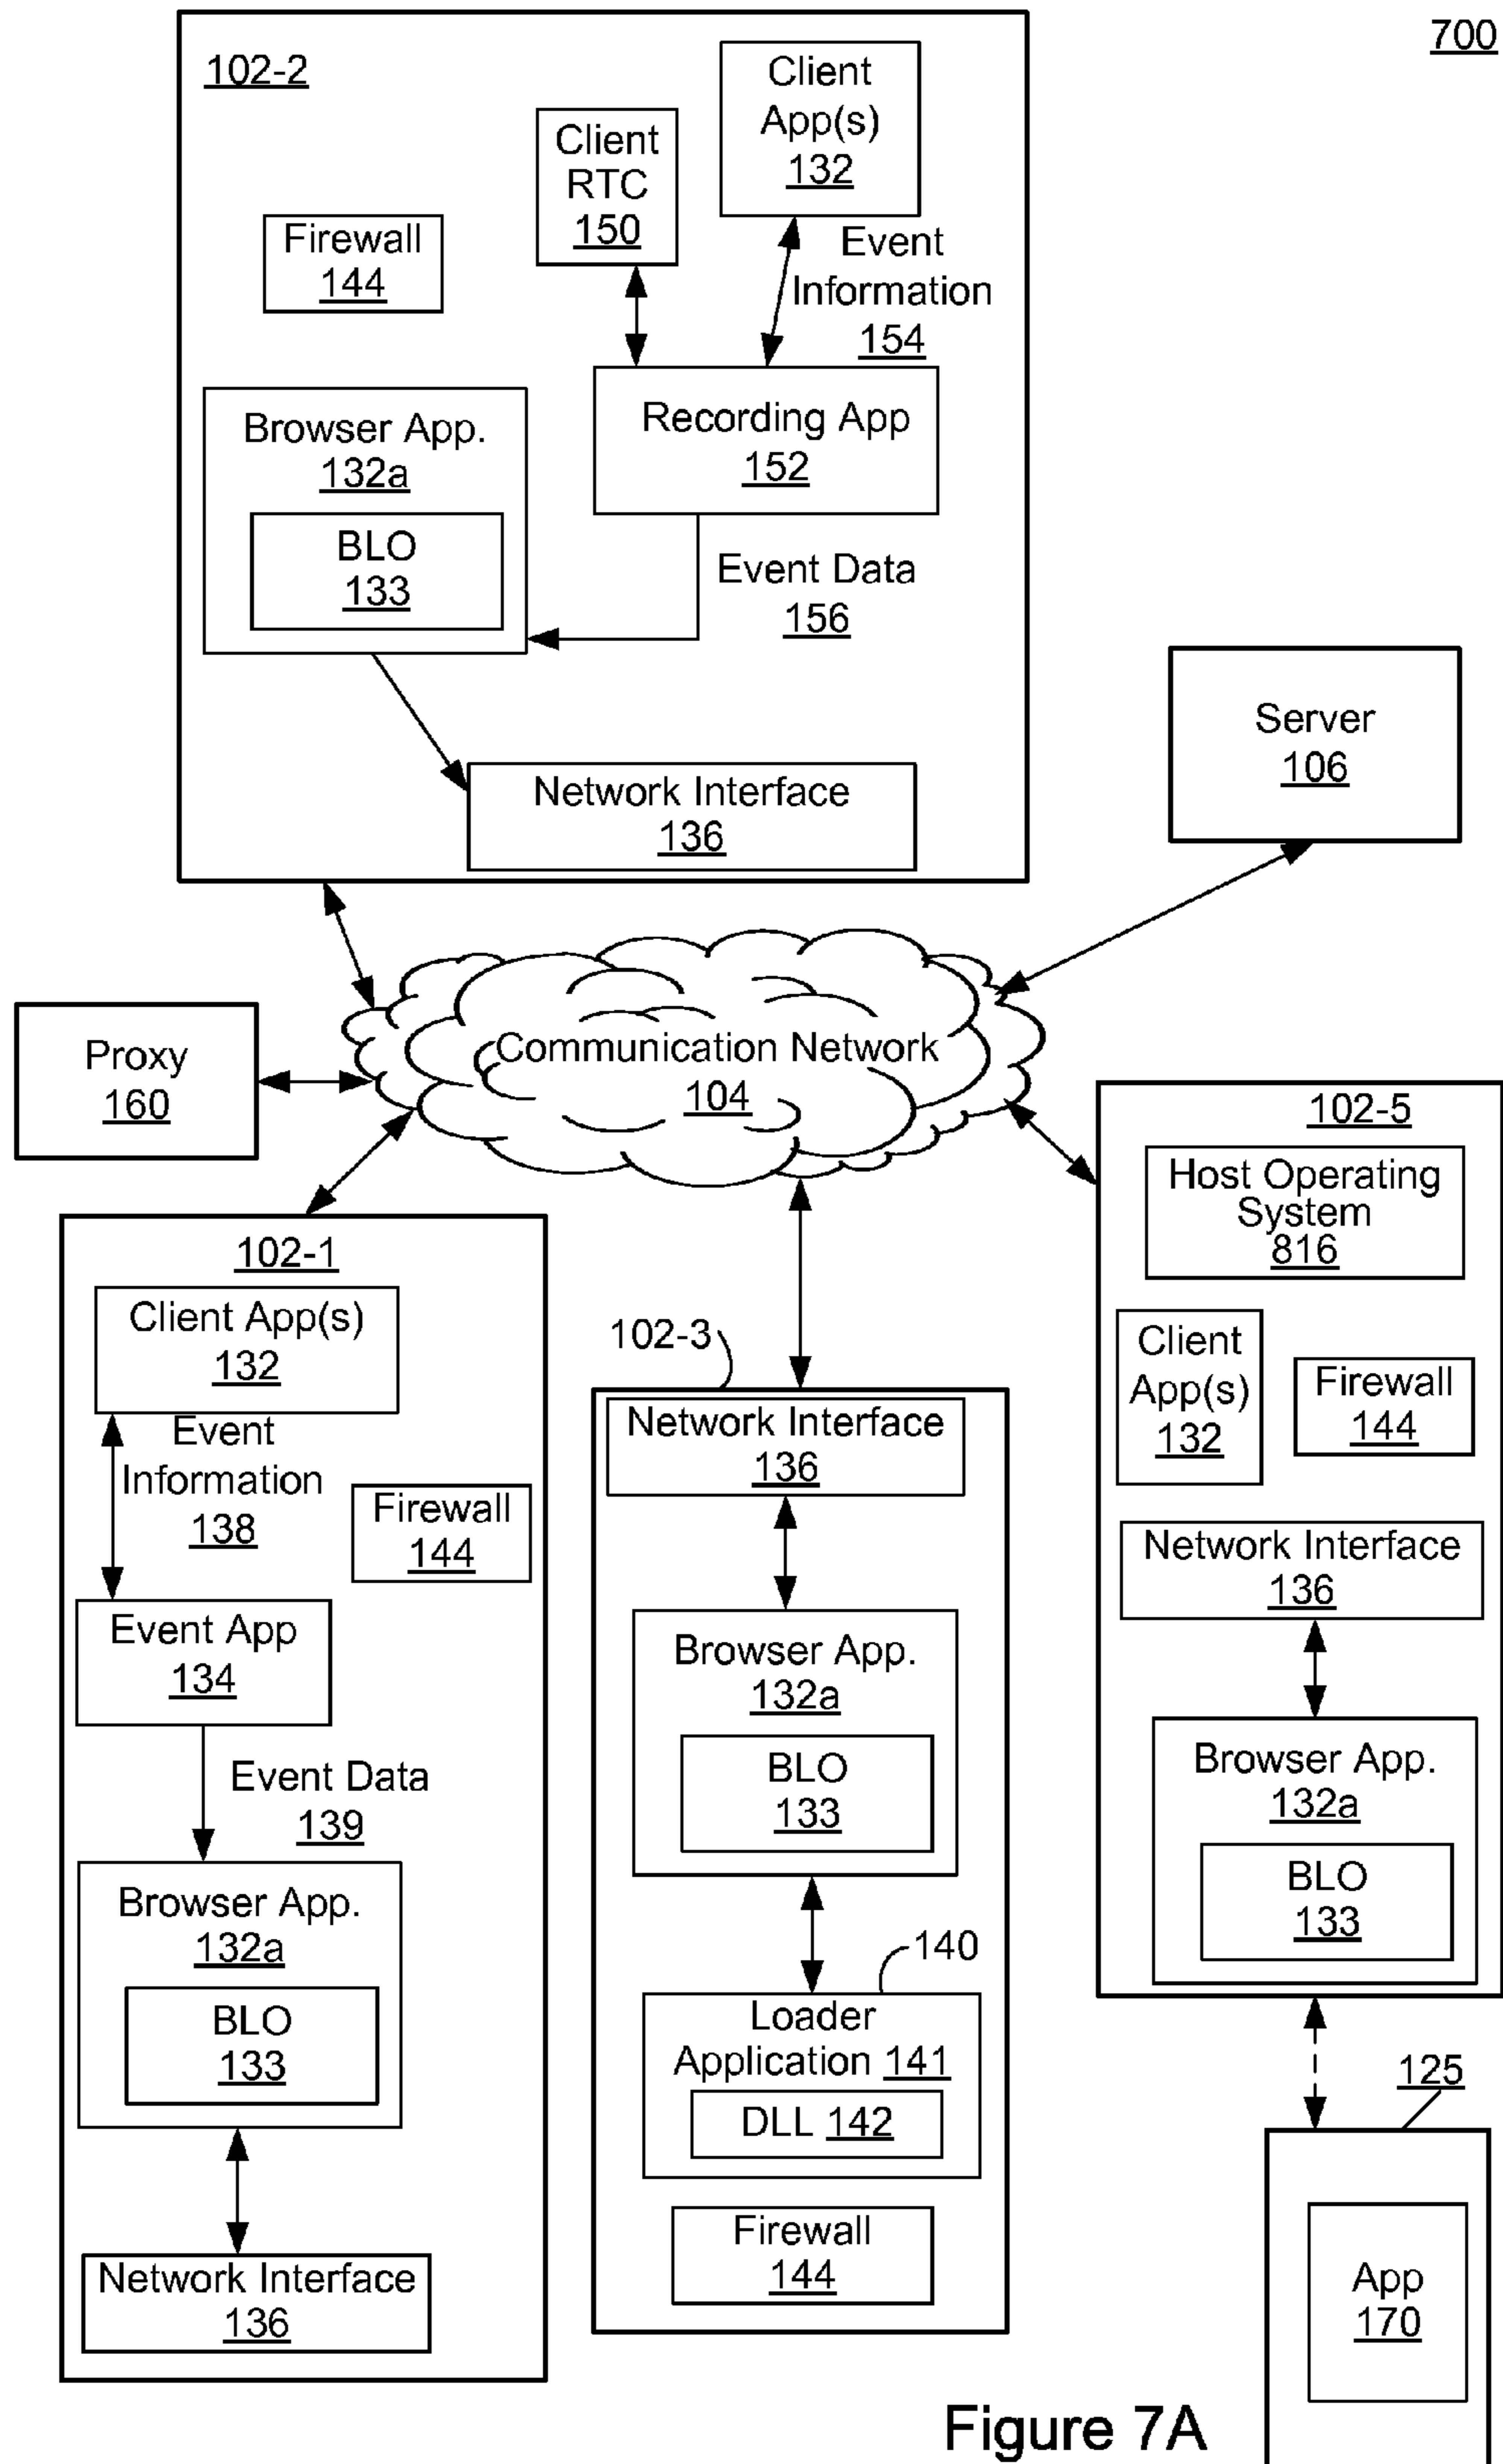 700
102-2
Client
App(s)
132
Client
RTC
150
Firewall
144
Event
Information
154
Browser App.
132a
BLO
133
Recording App
152
Event Data
156
Network Interface
136
Server
106
Proxy
160
Communication Network
104
102-1
Client App(s)
132
Event
Information
138
Firewall
144
Event App
134
Event Data
139
Browser App.
132a
BLO
133
Network Interface
136
102-3
Network Interface
136
Browser App.
132a
BLO
133
140
Loader
Application 141
DLL 142
Firewall
144
102-5
Host Operating
System
816
Client
App(s)
132
Firewall
144
Network Interface
136
Browser App.
132a
BLO
133
125
App
170
Figure 7A